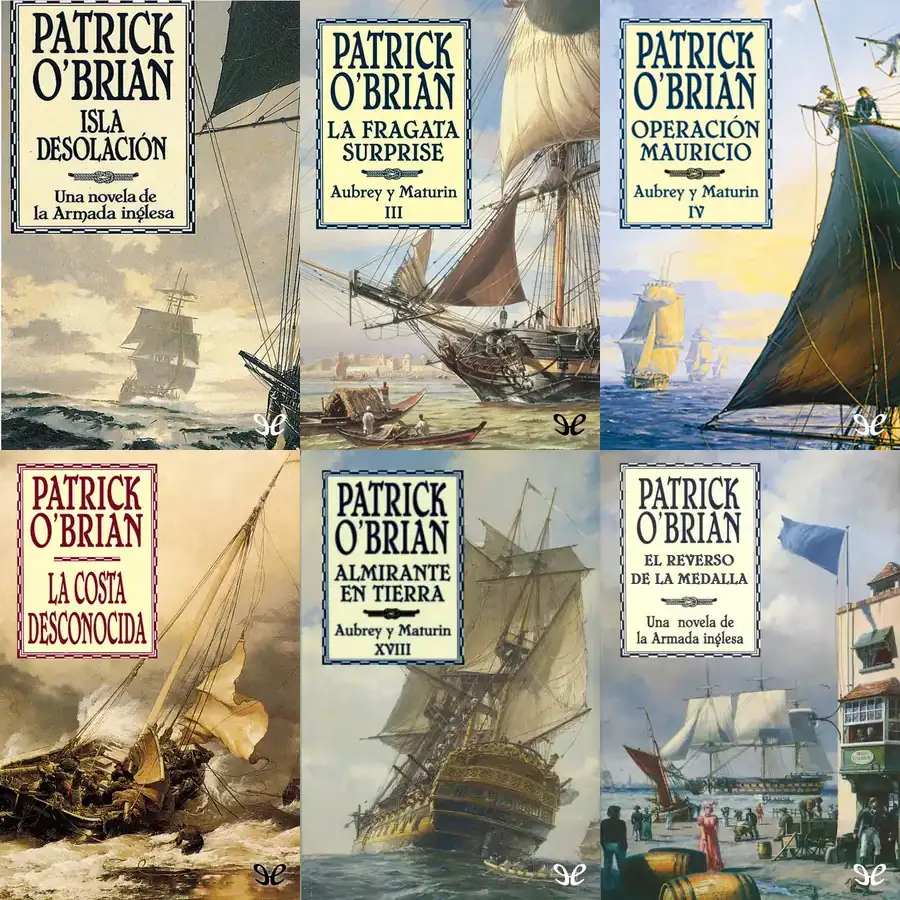 PATRICK
O'BRIAN
ISLA
DESOLACIÓN
Una novela de
la Armada inglesa
PATRICK
O'BRIAN
LA FRAGATA
SURPRISE
Aubrey y Maturin
III
PATRICK
O'BRIAN
OPERACIÓN
MAURICIO
Aubrey y Maturin
IV
PATRICK
O'BRIAN
LA COSTA
DESCONOCIDA
PATRICK
O'BRIAN
ALMIRANTE
EN TIERRA
Aubrey y Maturin
XVIII
PATRICK
O'BRIAN
EL REVERSO
DE LA MEDALLA
Una novela de
la Armada inglesa